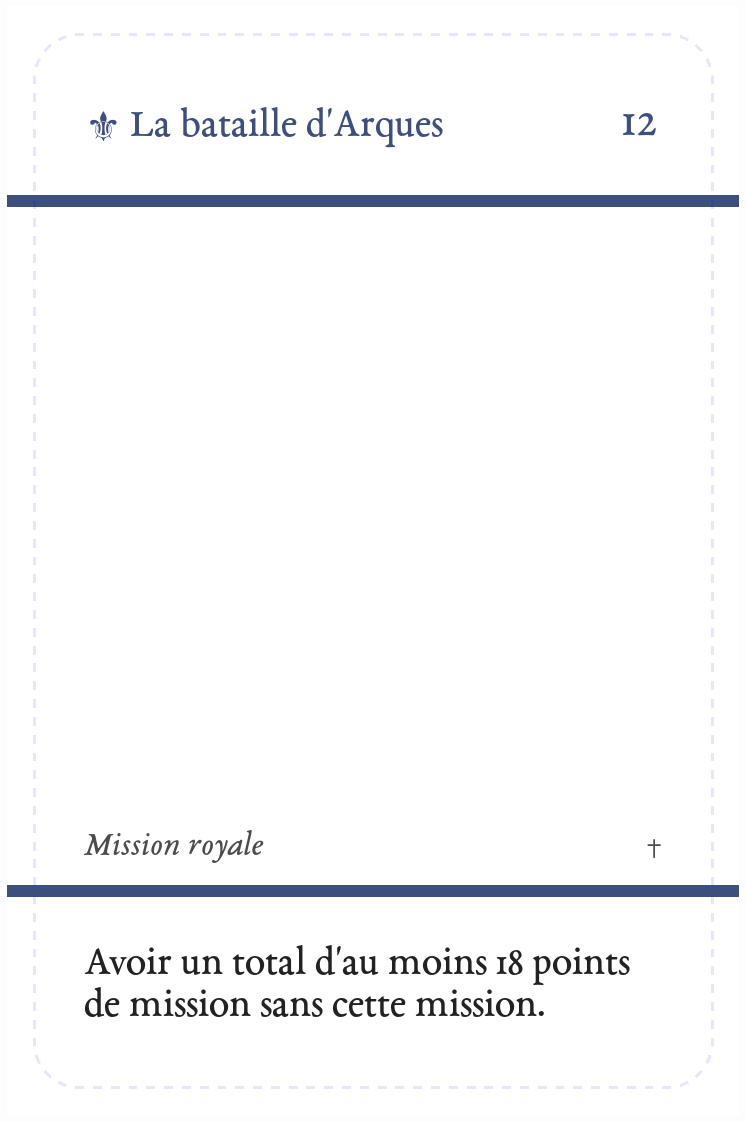 ⚜ La bataille d'Arques 12
Mission royale †
Avoir un total d'au moins 18 points
de mission sans cette mission.